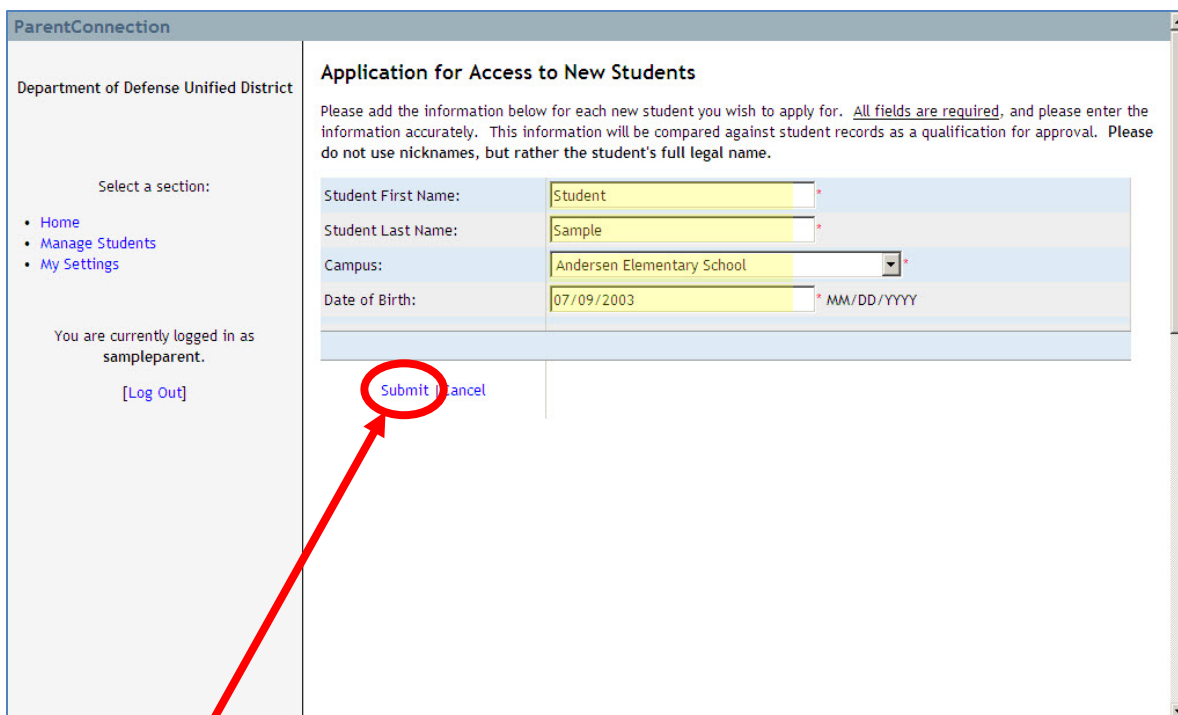 ParentConnection
Department of Defense Unified District
Select a section:
• Home
• Manage Students
• My Settings
You are currently logged in as
sampleparent.
[Log Out]
Application for Access to New Students
Please add the information below for each new student you wish to apply for. All fields are required, and please enter the
information accurately. This information will be compared against student records as a qualification for approval. Please
do not use nicknames, but rather the student's full legal name.
Student First Name: Student *
Student Last Name: Sample *
Campus: Andersen Elementary School *
Date of Birth: 07/09/2003 * MM/DD/YYYY
Submit | Cancel